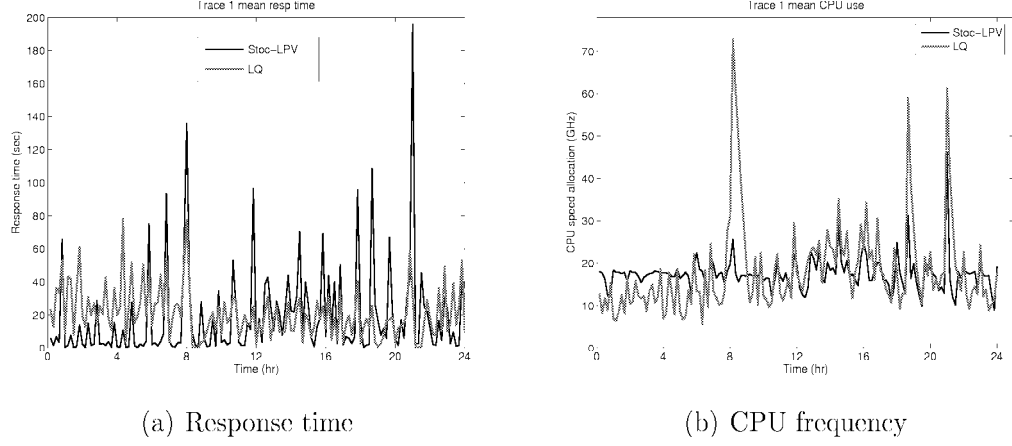 Trace 1 mean resp time
200
180
160
140
120
100
80
60
40
20
0
Response time (sec)
Stoc-LPV
LQ
0 4 8 12 16 20 24
Time (hr)
(a) Response time
Trace 1 mean CPU use
70
60
50
40
30
20
10
0
CPU speed allocation (GHz)
Stoc-LPV
LQ
0 4 8 12 16 20 24
Time (hr)
(b) CPU frequency